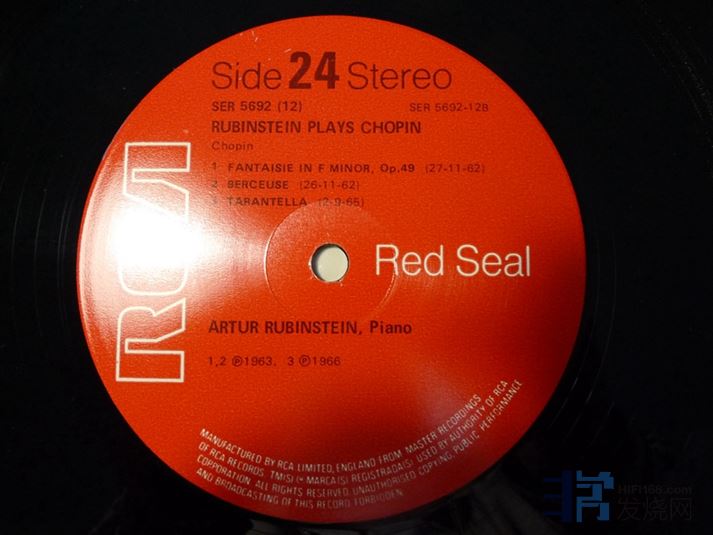 Side 24 Stereo
SER 5692 (12) SER 5692-12B
RUBINSTEIN PLAYS CHOPIN
Chopin
1 FANTAISIE IN F MINOR, Op.49 (27-11-62)
2 BERCEUSE (26-11-62)
3 TARANTELLA (2-9-65)
RCA
Red Seal
ARTUR RUBINSTEIN, Piano
1,2 ℗1963, 3 ℗1966
MANUFACTURED BY RCA LIMITED, ENGLAND FROM MASTER RECORDINGS
OF RCA RECORDS. TM(S) ® MARCA(S) REGISTRADA(S) USED BY AUTHORITY OF RCA
CORPORATION. ALL RIGHTS RESERVED. UNAUTHORISED COPYING PUBLIC PERFORMANCE
AND BROADCASTING OF THIS RECORD FORBIDDEN
HIFI168.com
发烧网